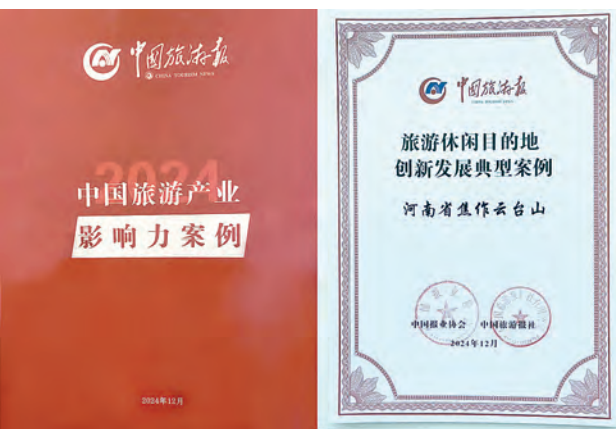 中国旅游报
CHINA TOURISM NEWS
2024
中国旅游产业
影响力案例
2024年12月
中国旅游报
CHINA TOURISM NEWS
旅游休闲目的地
创新发展典型案例
河南省焦作云台山
中国报业协会 中国旅游报社
2024年12月